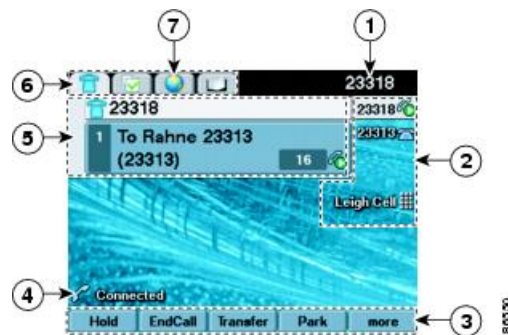 7
1
6
23318
23318
23318
5
1 To Rahne 23313
(23313)
16
23313
2
Leigh Cell
4
Connected
Hold
EndCall
Transfer
Park
more
3